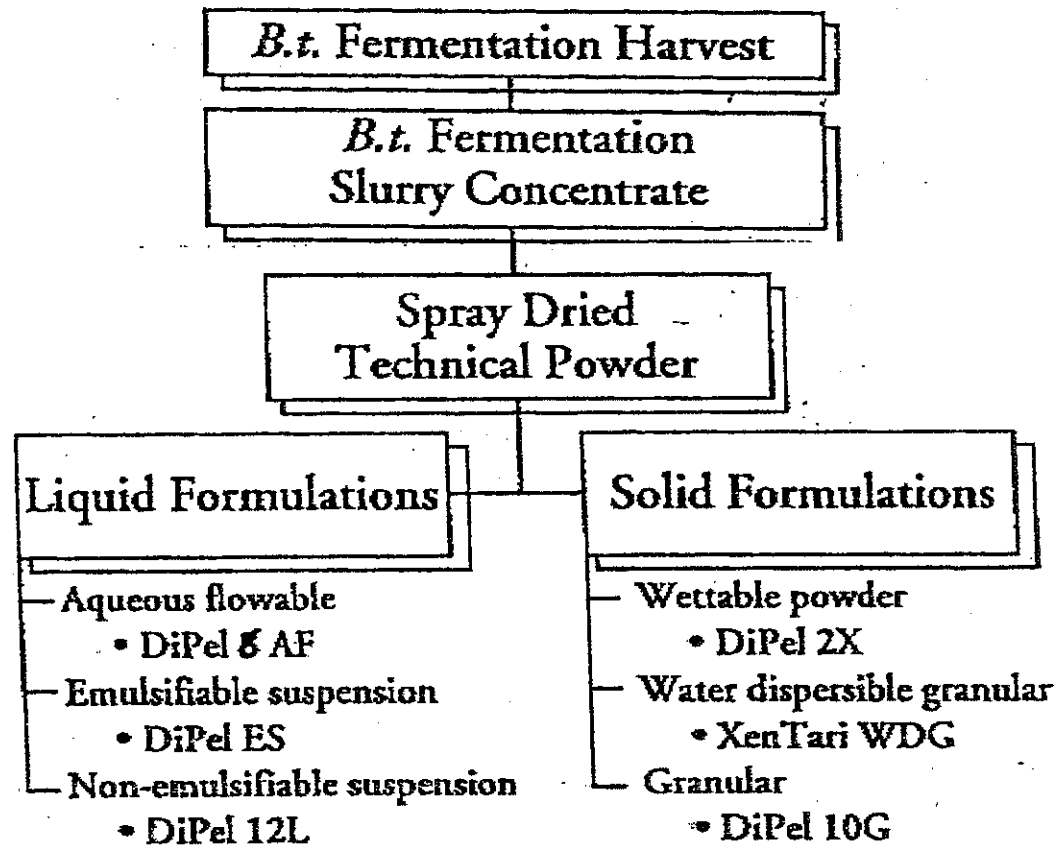 B.t. Fermentation Harvest
B.t. Fermentation
Slurry Concentrate
Spray Dried
Technical Powder
Liquid Formulations
Aqueous flowable
• DiPel AF
Emulsifiable suspension
• DiPel ES
Non-emulsifiable suspension
• DiPel 12L
Solid Formulations
Wettable powder
• DiPel 2X
Water dispersible granular
• XenTari WDG
Granular
• DiPel 10G